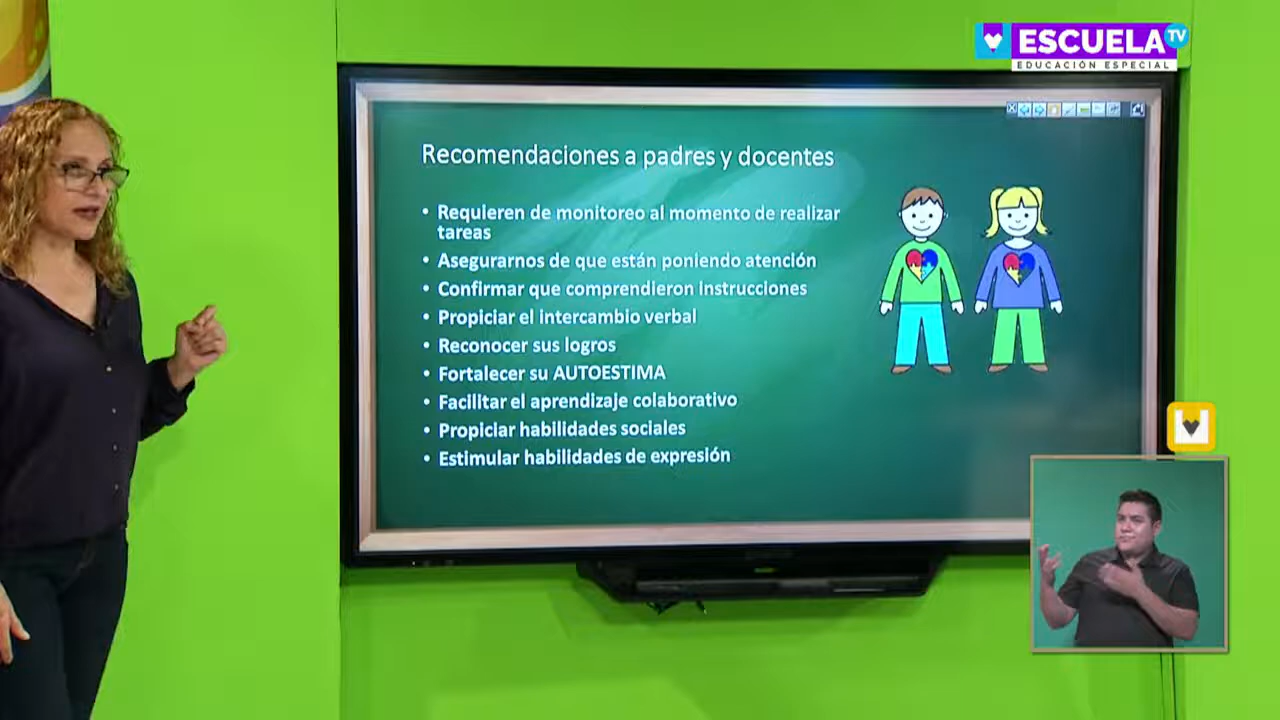 ESCUELA TV
EDUCACIÓN ESPECIAL
Recomendaciones a padres y docentes
• Requieren de monitoreo al momento de realizar
tareas
• Asegurarnos de que están poniendo atención
• Confirmar que comprendieron Instrucciones
• Propiciar el intercambio verbal
• Reconocer sus logros
• Fortalecer su AUTOESTIMA
• Facilitar el aprendizaje colaborativo
• Propiciar habilidades sociales
• Estimular habilidades de expresión